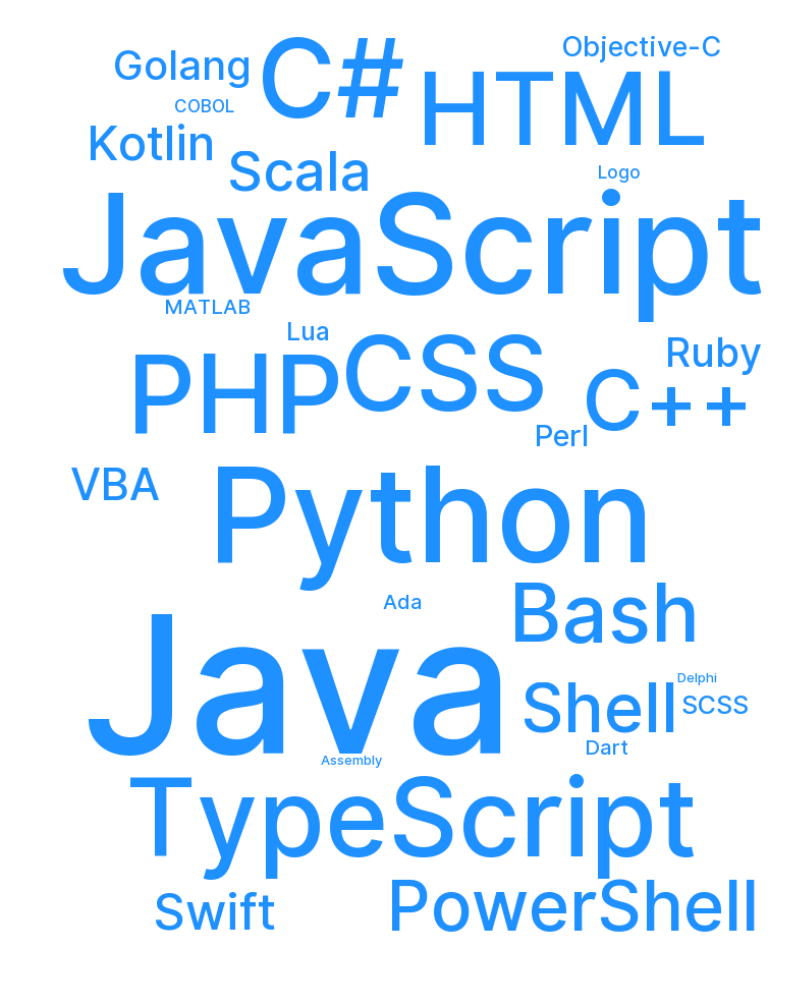 Objective-C
Golang
C#
HTML
COBOL
Kotlin
Scala
Logo
JavaScript
MATLAB
Lua
Ruby
PHP
CSS
C++
Perl
VBA
Python
Ada
Bash
Java
Delphi
Shell
SCSS
Dart
Assembly
TypeScript
Swift
PowerShell